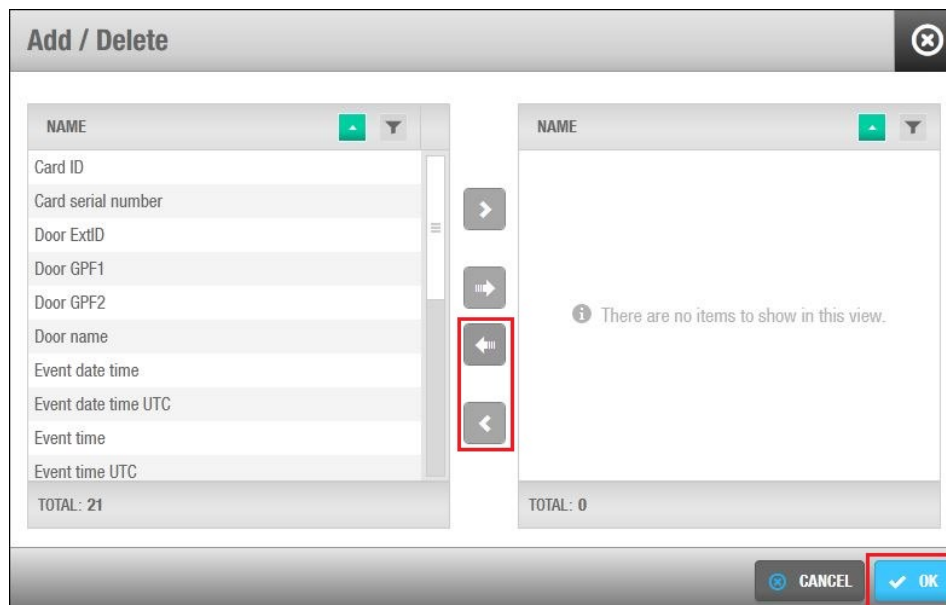 Add / Delete
NAME
Card ID
Card serial number
Door ExtID
Door GPF1
Door GPF2
Door name
Event date time
Event date time UTC
Event time
Event time UTC
TOTAL: 21
NAME
There are no items to show in this view.
TOTAL: 0
CANCEL
OK